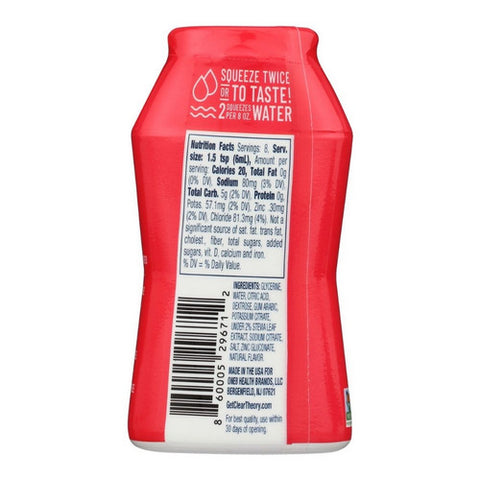 SQUEEZE TWICE
OR TO TASTE!
2 SQUEEZES PER 8 OZ. WATER
Nutrition Facts Servings: 8, Serv.
size: 1.5 tsp (6mL), Amount per
serving: Calories 20, Total Fat 0g
(0% DV), Sodium 80mg (3% DV),
Total Carb. 5g (2% DV), Protein 0g,
Potas. 57.1mg (2% DV), Zinc .30mg
(2% DV), Chloride 81.3mg (4%). Not a
significant source of sat. fat, trans fat,
cholest., fiber, total sugars, added
sugars, vit. D, calcium and iron.
% DV = % Daily Value.
INGREDIENTS: GLYCERINE,
WATER, CITRIC ACID,
DEXTROSE, GUM ARABIC,
POTASSIUM CITRATE,
UNDER 2% STEVIA LEAF
EXTRACT, SODIUM CITRATE,
SALT, ZINC GLUCONATE,
NATURAL FLAVOR.
MADE IN THE USA FOR
HEALTH BRANDS, LLC
BERGENFIELD, NJ 07621
GetClearTheory.com
For best quality, use within
30 days of opening.
8 60005 29671 2